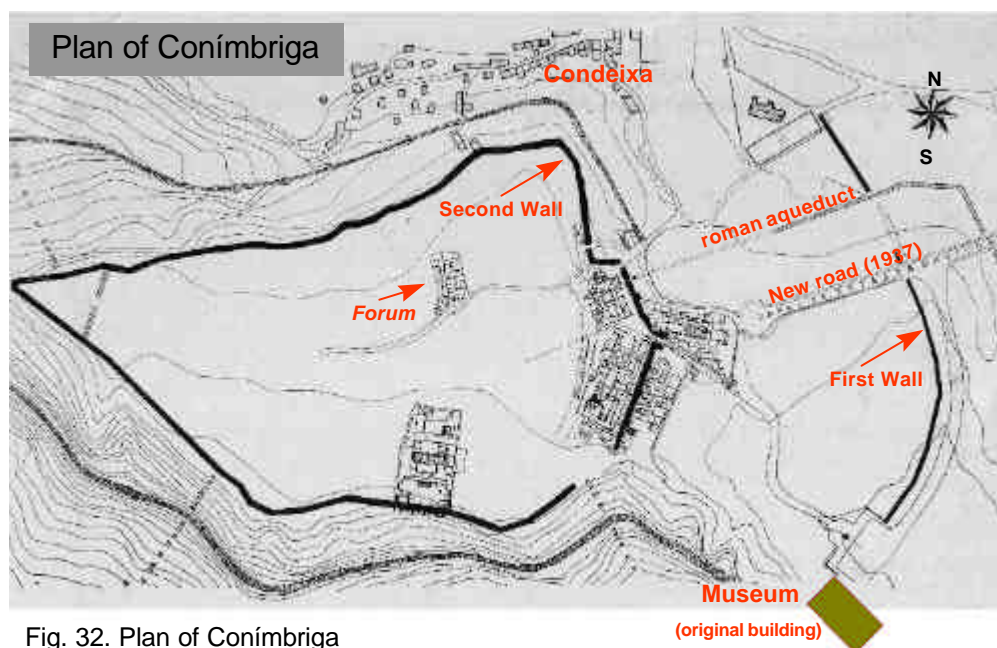 Plan of Conímbriga
Condeixa
N
S
Second Wall
roman aqueduct
New road (1937)
Forum
First Wall
Museum
(original building)
Fig. 32. Plan of Conímbriga